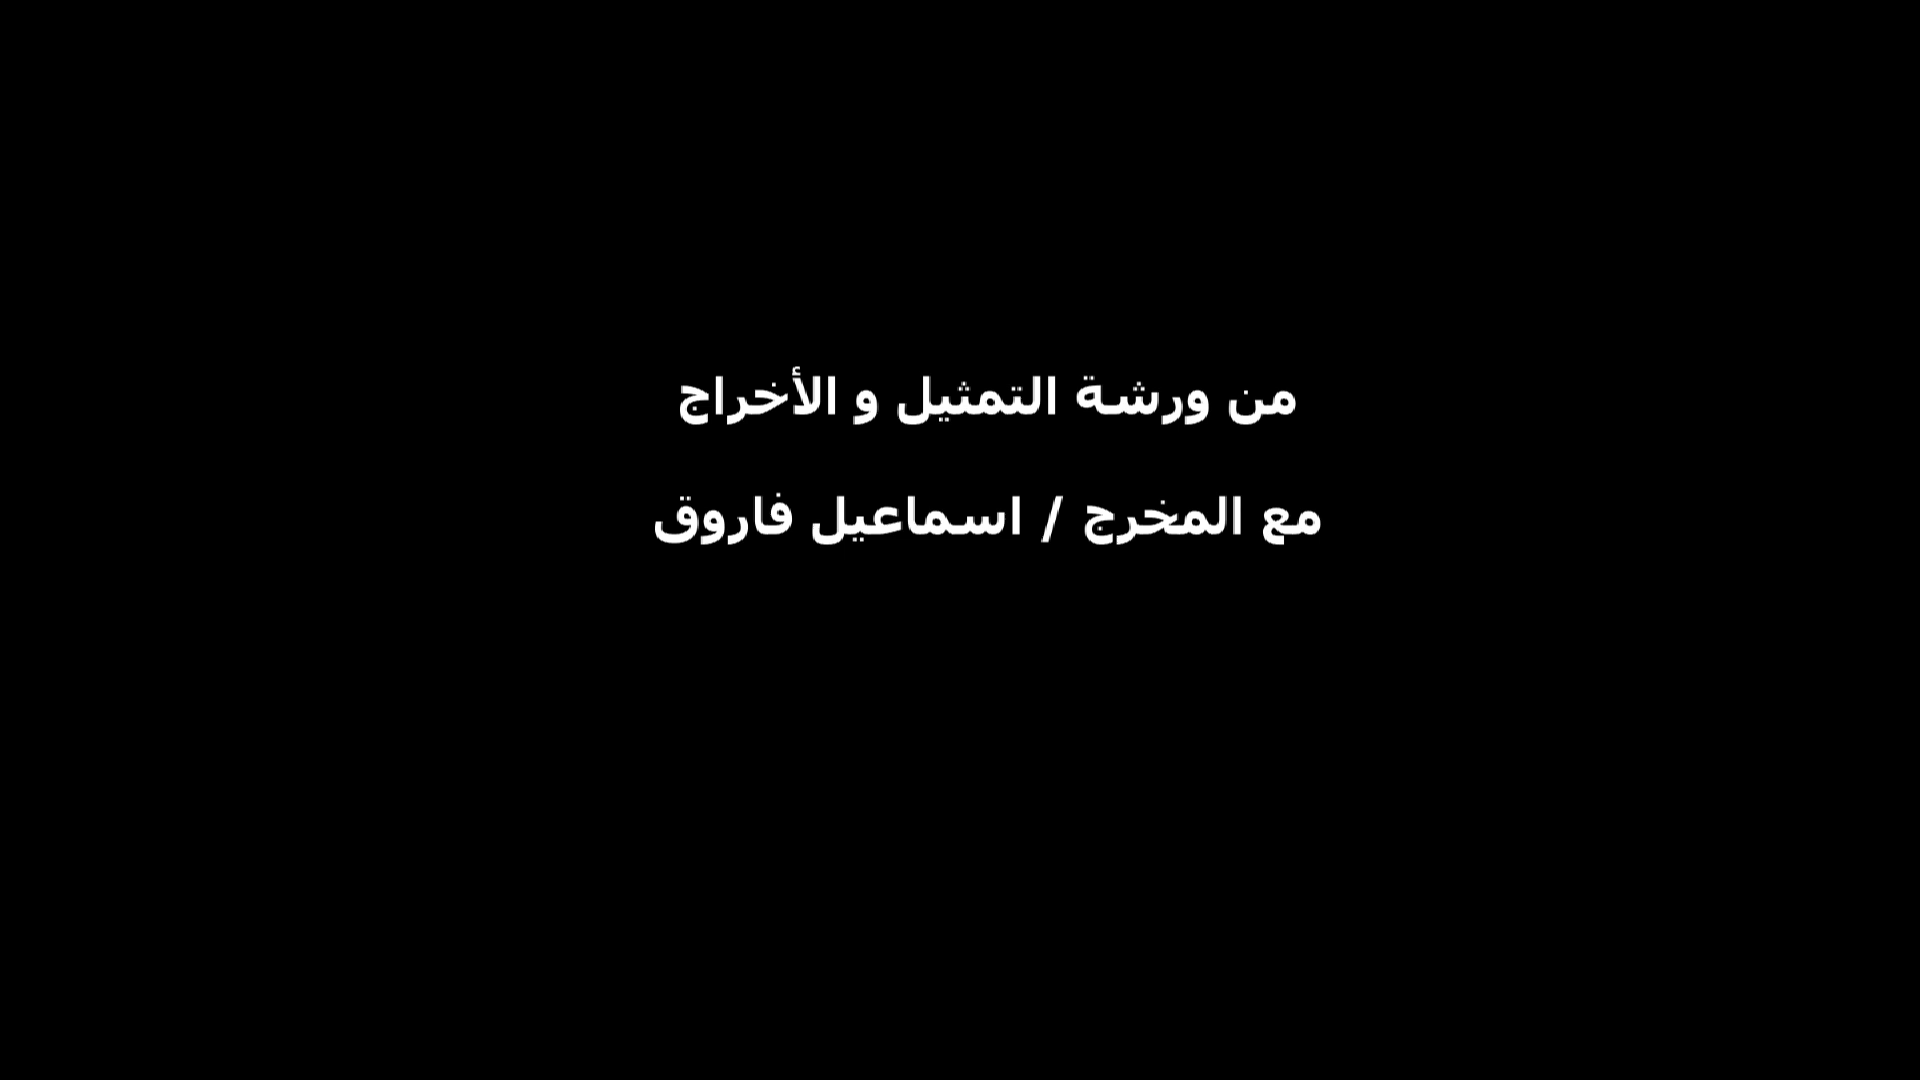 من ورشة التمثيل و الأخراج
مع المخرج / اسماعيل فاروق